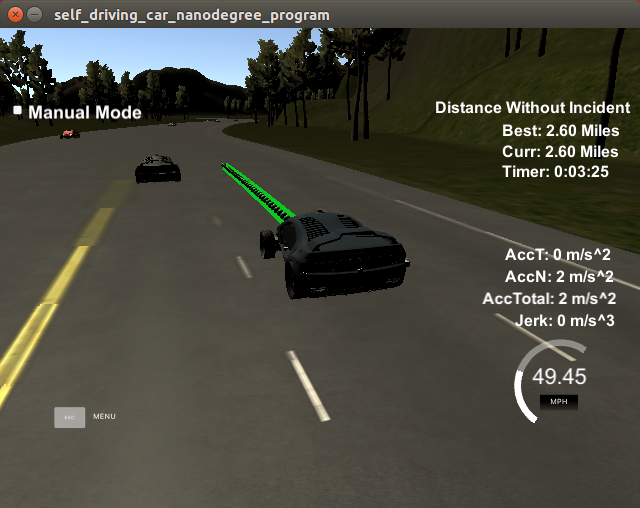 self_driving_car_nanodegree_program
Manual Mode
Distance Without Incident
Best: 2.60 Miles
Curr: 2.60 Miles
Timer: 0:03:25
AccT: 0 m/s^2
AccN: 2 m/s^2
AccTotal: 2 m/s^2
Jerk: 0 m/s^3
49.45
MPH
ESC
MENU